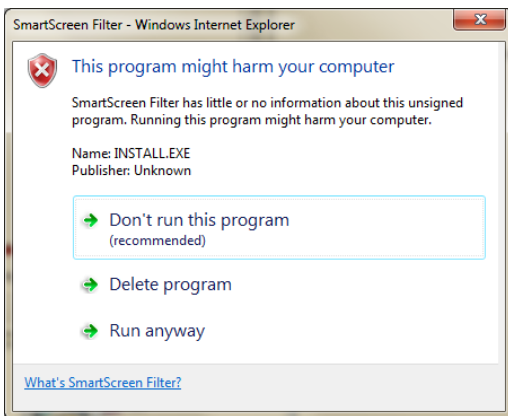 SmartScreen Filter - Windows Internet Explorer
This program might harm your computer
SmartScreen Filter has little or no information about this unsigned
program. Running this program might harm your computer.
Name: INSTALL.EXE
Publisher: Unknown
Don't run this program
(recommended)
Delete program
Run anyway
What's SmartScreen Filter?